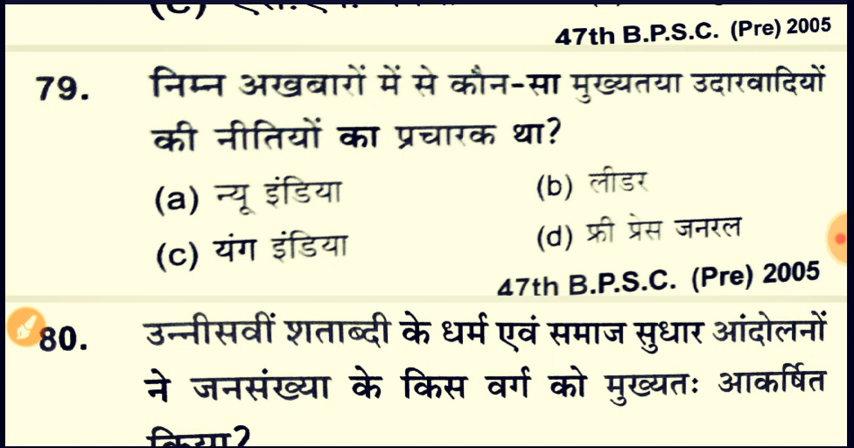 47th B.P.S.C. (Pre) 2005
79. निम्न अखबारों में से कौन-सा मुख्यतया उदारवादियों
की नीतियों का प्रचारक था?
(a) न्यू इंडिया (b) लीडर
(c) यंग इंडिया (d) फ्री प्रेस जनरल
47th B.P.S.C. (Pre) 2005
80. उन्नीसवीं शताब्दी के धर्म एवं समाज सुधार आंदोलनों
ने जनसंख्या के किस वर्ग को मुख्यतः आकर्षित
किया?